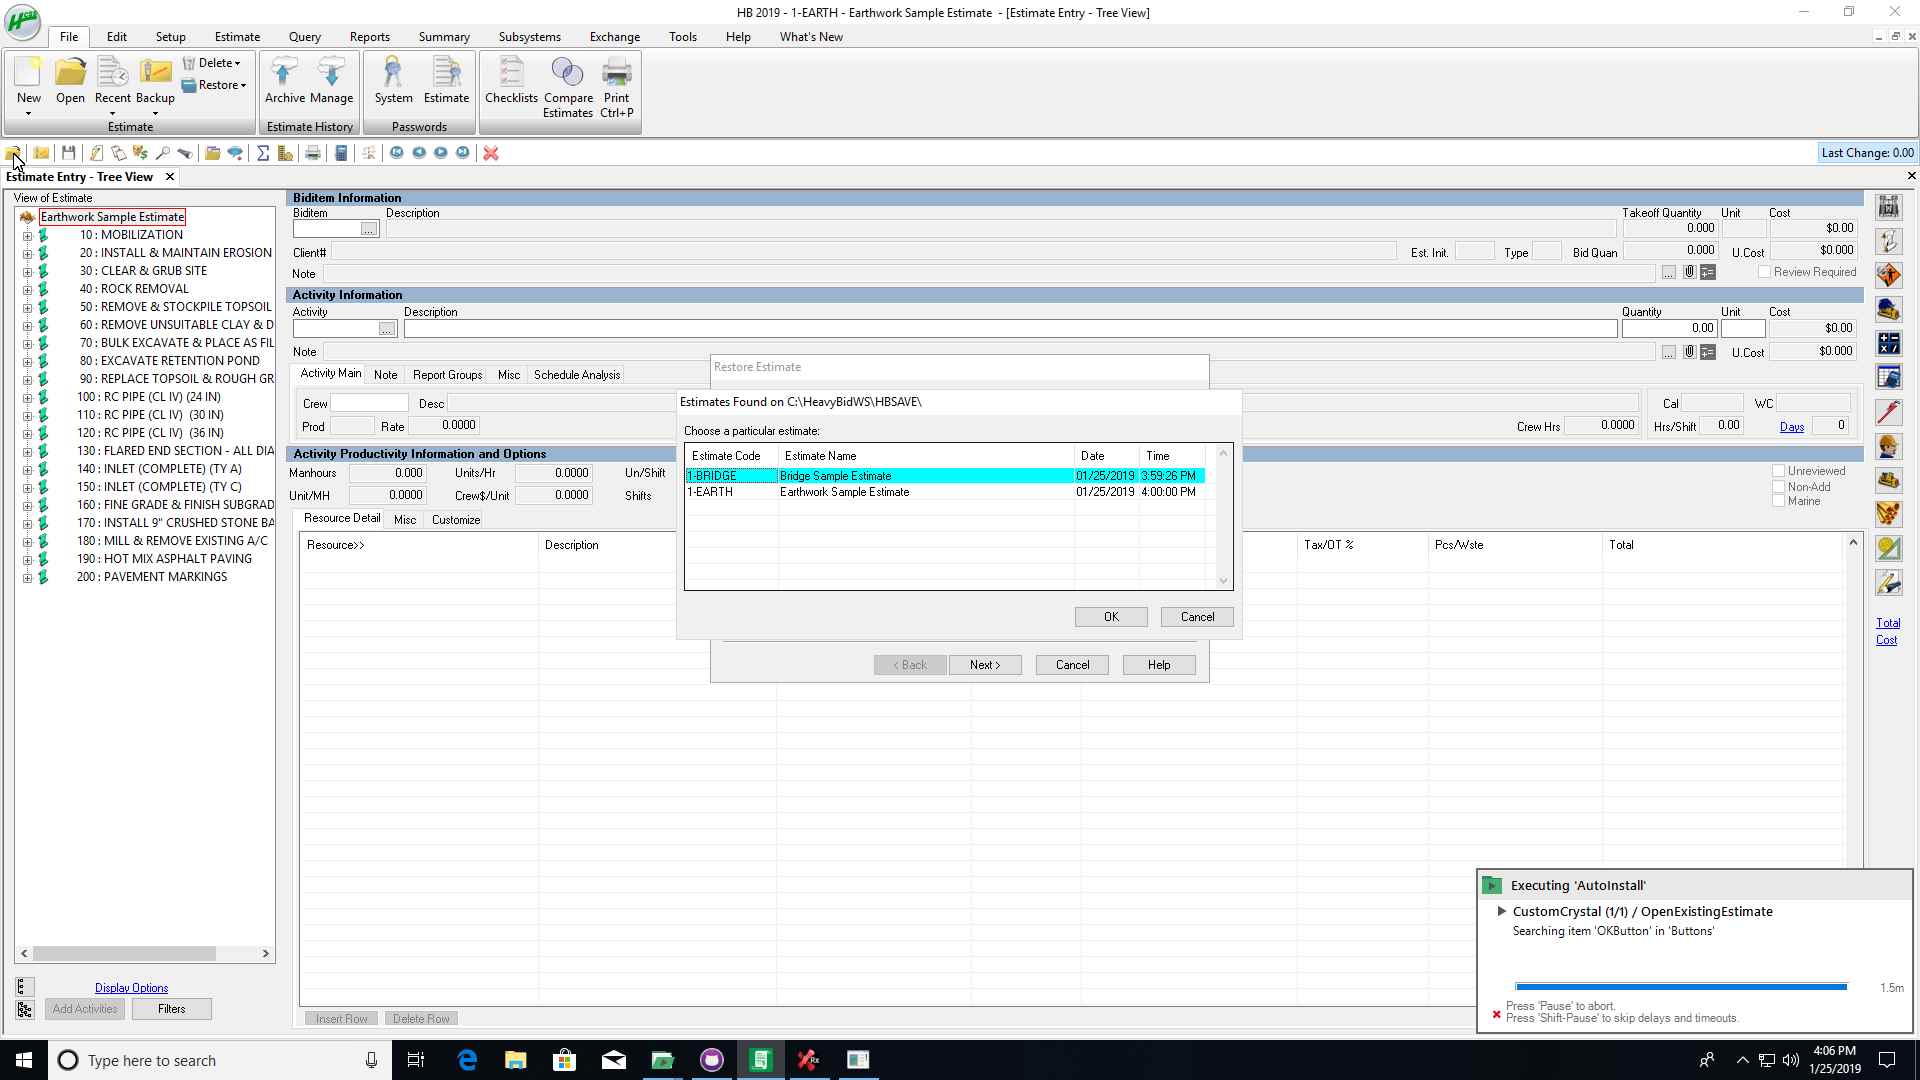 HB 2019 - 1-EARTH - Earthwork Sample Estimate - [Estimate Entry - Tree View]
File Edit Setup Estimate Query Reports Summary Subsystems Exchange Tools Help What's New
New Open Recent Backup Delete Restore
Archive Manage System Estimate Checklists Compare Estimates Print Ctrl+P
Estimate Estimate History Passwords
Last Change: 0.00
Estimate Entry - Tree View
View of Estimate
Earthwork Sample Estimate
10 : MOBILIZATION
20 : INSTALL & MAINTAIN EROSION
30 : CLEAR & GRUB SITE
40 : ROCK REMOVAL
50 : REMOVE & STOCKPILE TOPSOIL
60 : REMOVE UNSUITABLE CLAY & D
70 : BULK EXCAVATE & PLACE AS FIL
80 : EXCAVATE RETENTION POND
90 : REPLACE TOPSOIL & ROUGH GR
100 : RC PIPE (CL IV) (24 IN)
110 : RC PIPE (CL IV) (30 IN)
120 : RC PIPE (CL IV) (36 IN)
130 : FLARED END SECTION - ALL DIA
140 : INLET (COMPLETE) (TY A)
150 : INLET (COMPLETE) (TY C)
160 : FINE GRADE & FINISH SUBGRAD
170 : INSTALL 9" CRUSHED STONE BA
180 : MILL & REMOVE EXISTING A/C
190 : HOT MIX ASPHALT PAVING
200 : PAVEMENT MARKINGS
Display Options
Add Activities Filters
Biditem Information
Biditem Description Takeoff Quantity Unit Cost
... 0.000 $0.00
Client# Est. Init. Type Bid Quan 0.000 U.Cost $0.000
Note ... Review Required
Activity Information
Activity Description Quantity Unit Cost
... 0.00 $0.00
Note ... U.Cost $0.000
Activity Main Note Report Groups Misc Schedule Analysis
Crew Desc Cal WC
Prod Rate 0.0000 Crew Hrs 0.0000 Hrs/Shift 0.00 Days 0
Activity Productivity Information and Options
Manhours 0.000 Units/Hr 0.0000 Un/Shift Unreviewed
Unit/MH 0.0000 Crew$/Unit 0.0000 Shifts Non-Add
Marine
Resource Detail Misc Customize
Resource>> Description Tax/OT % Pcs/Wste Total
Insert Row Delete Row
Total
Cost
Restore Estimate
Estimates Found on C:\HeavyBidWS\HBSAVE\
Choose a particular estimate:
Estimate Code Estimate Name Date Time
1-BRIDGE Bridge Sample Estimate 01/25/2019 3:59:26 PM
1-EARTH Earthwork Sample Estimate 01/25/2019 4:00:00 PM
OK Cancel
< Back Next > Cancel Help
Executing 'AutoInstall'
CustomCrystal (1/1) / OpenExistingEstimate
Searching item 'OKButton' in 'Buttons'
1.5m
Press 'Pause' to abort.
Press 'Shift-Pause' to skip delays and timeouts.
Type here to search
4:06 PM
1/25/2019